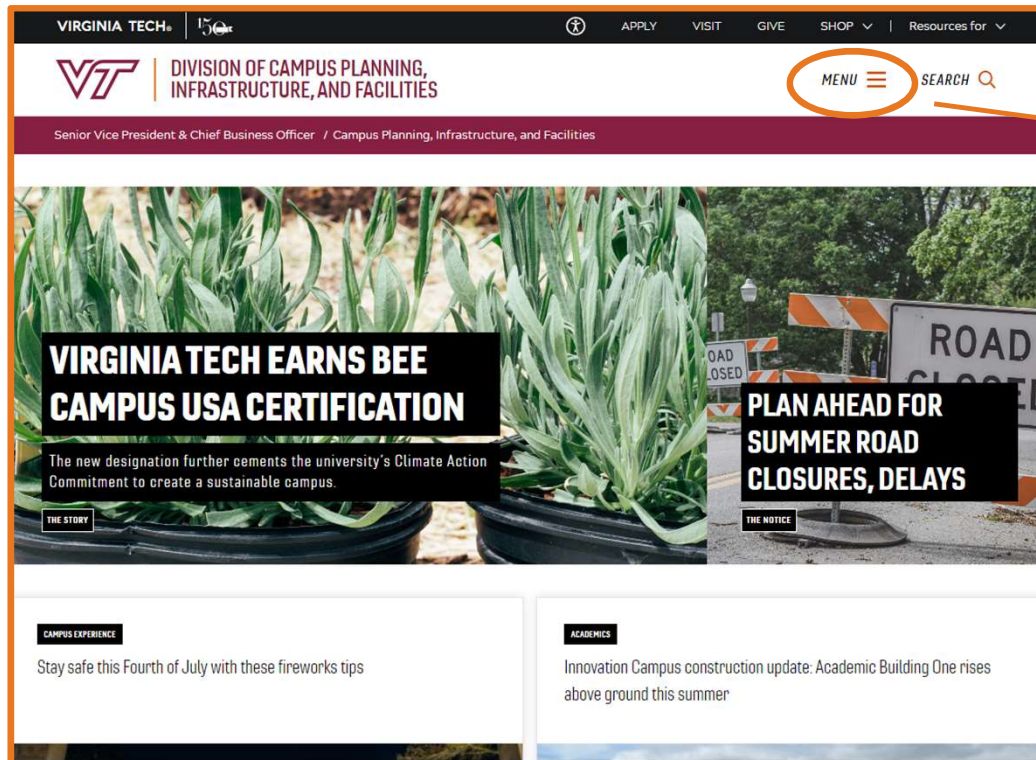 VIRGINIA TECH®
150
APPLY VISIT GIVE SHOP | Resources for
VT
DIVISION OF CAMPUS PLANNING,
INFRASTRUCTURE, AND FACILITIES
MENU SEARCH
Senior Vice President & Chief Business Officer / Campus Planning, Infrastructure, and Facilities
ROAD
CLOSED
OAD
LOSED
VIRGINIA TECH EARNS BEE
CAMPUS USA CERTIFICATION
The new designation further cements the university's Climate Action
Commitment to create a sustainable campus.
THE STORY
PLAN AHEAD FOR
SUMMER ROAD
CLOSURES, DELAYS
THE NOTICE
CAMPUS EXPERIENCE
Stay safe this Fourth of July with these fireworks tips
ACADEMICS
Innovation Campus construction update: Academic Building One rises
above ground this summer